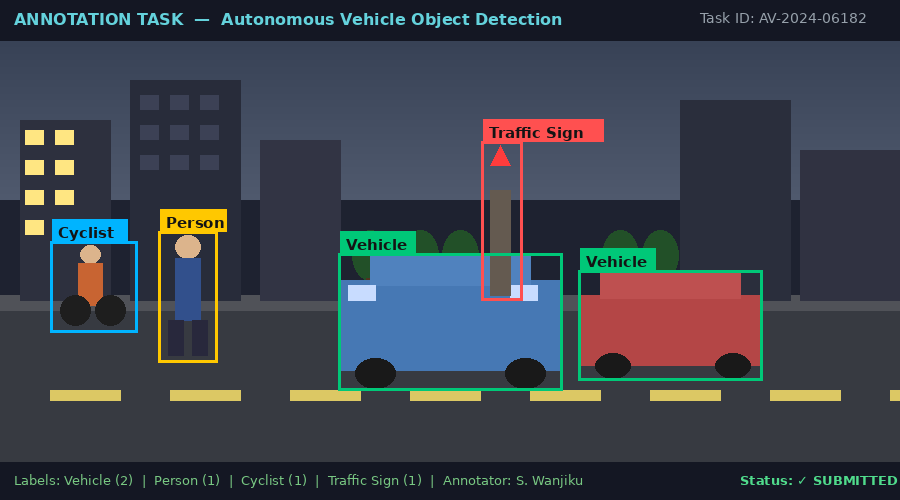 ANNOTATION TASK — Autonomous Vehicle Object Detection
Task ID: AV-2024-06182
Traffic Sign
Person
Cyclist
Vehicle
Vehicle
Labels: Vehicle (2) | Person (1) | Cyclist (1) | Traffic Sign (1) | Annotator: S. Wanjiku
Status: ✓ SUBMITTED